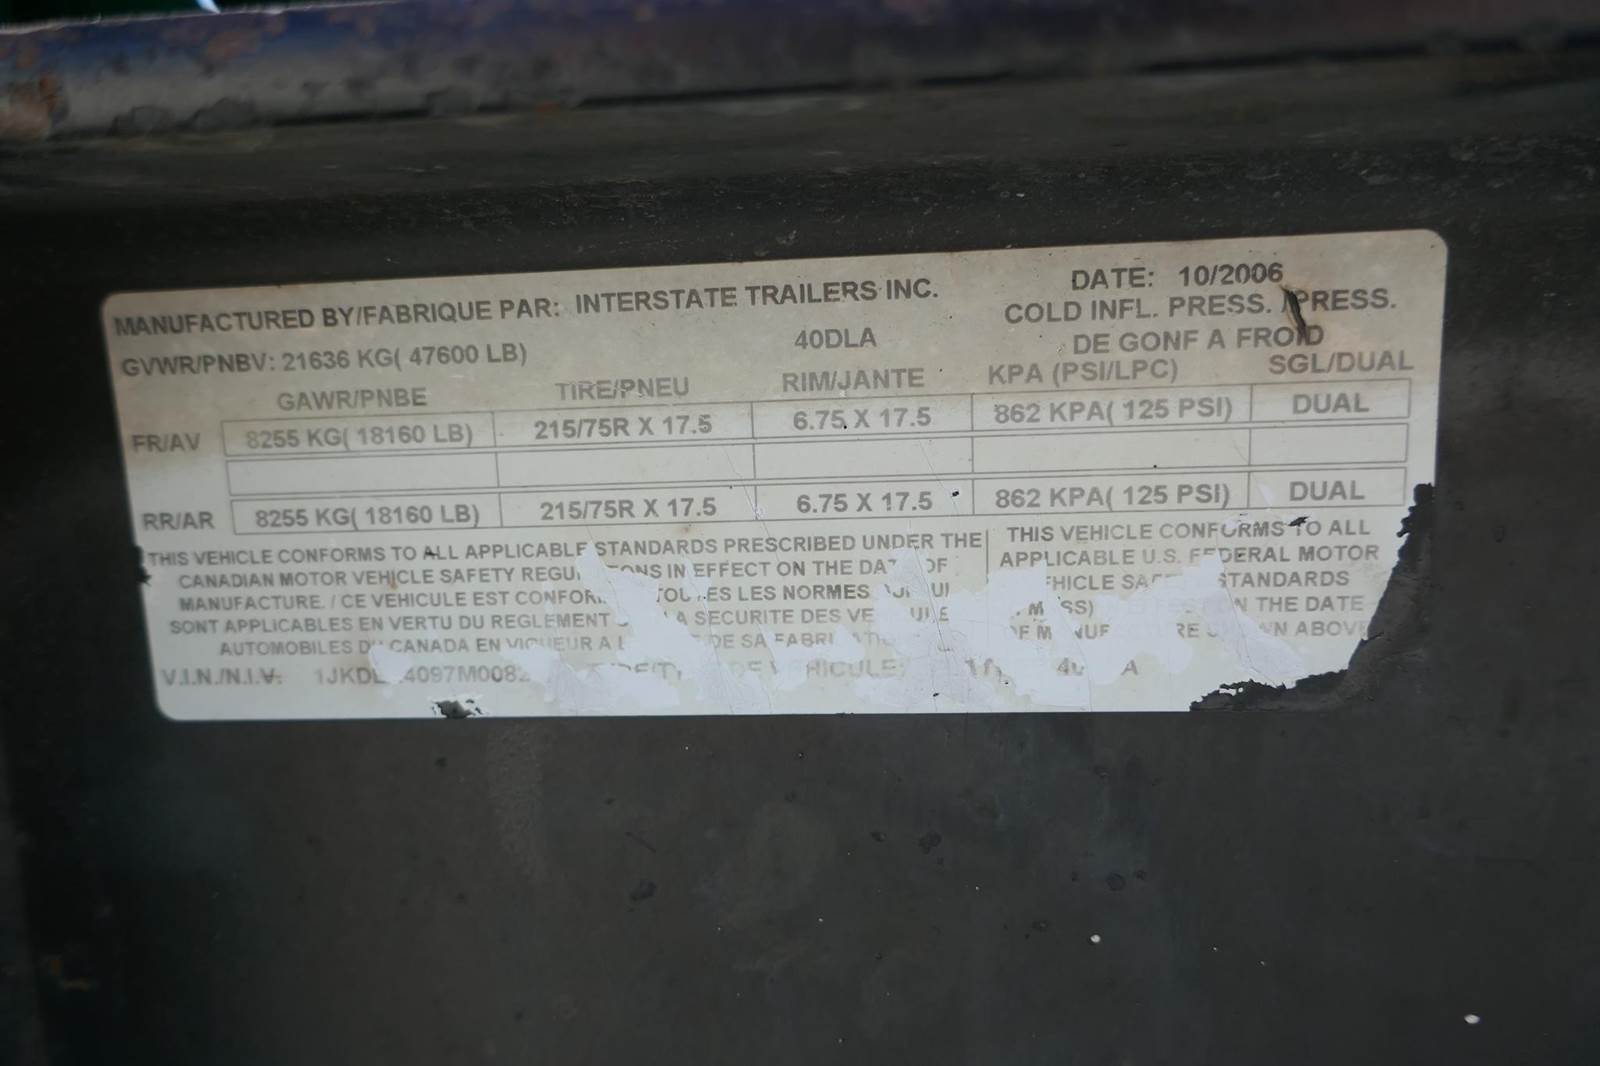 MANUFACTURED BY/FABRIQUE PAR: INTERSTATE TRAILERS INC. DATE: 10/2006
GVWR/PNBV: 21636 KG( 47600 LB) 40DLA COLD INFL. PRESS. /PRESS.
DE GONF A FROID
GAWR/PNBE TIRE/PNEU RIM/JANTE KPA (PSI/LPC) SGL/DUAL
FR/AV 8255 KG( 18160 LB) 215/75R X 17.5 6.75 X 17.5 862 KPA( 125 PSI) DUAL
RR/AR 8255 KG( 18160 LB) 215/75R X 17.5 6.75 X 17.5 862 KPA( 125 PSI) DUAL
THIS VEHICLE CONFORMS TO ALL APPLICABLE STANDARDS PRESCRIBED UNDER THE
CANADIAN MOTOR VEHICLE SAFETY IN EFFECT ON THE OF
MANUFACTURE. / CE VEHICULE EST LES NORMES
SONT APPLICABLES EN VERTU DU REGLEMENT SECURITE DES
AUTOMOBILES CANADA EN A DE SA
THIS VEHICLE CONFORMS TO ALL
APPLICABLE U.S. FEDERAL MOTOR
STANDARDS
THE DATE
ABOVE
V.I.N./N.I.V: